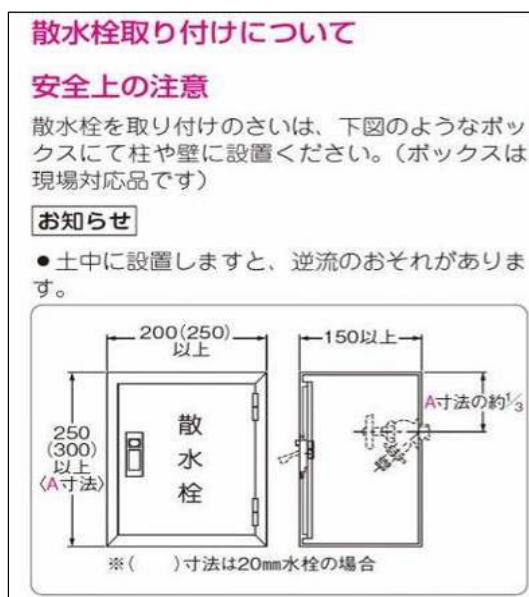 散水栓取り付けについて
安全上の注意
散水栓を取り付けのさいは、下図のようなボッ
クスにて柱や壁に設置ください。(ボックスは
現場対応品です)
お知らせ
●土中に設置しますと、逆流のおそれがありま
す。
200(250)
以上
150以上
250
(300)
以上
〈A寸法〉
散
水
栓
A寸法の約1/3
※(　　)寸法は20㎜水栓の場合